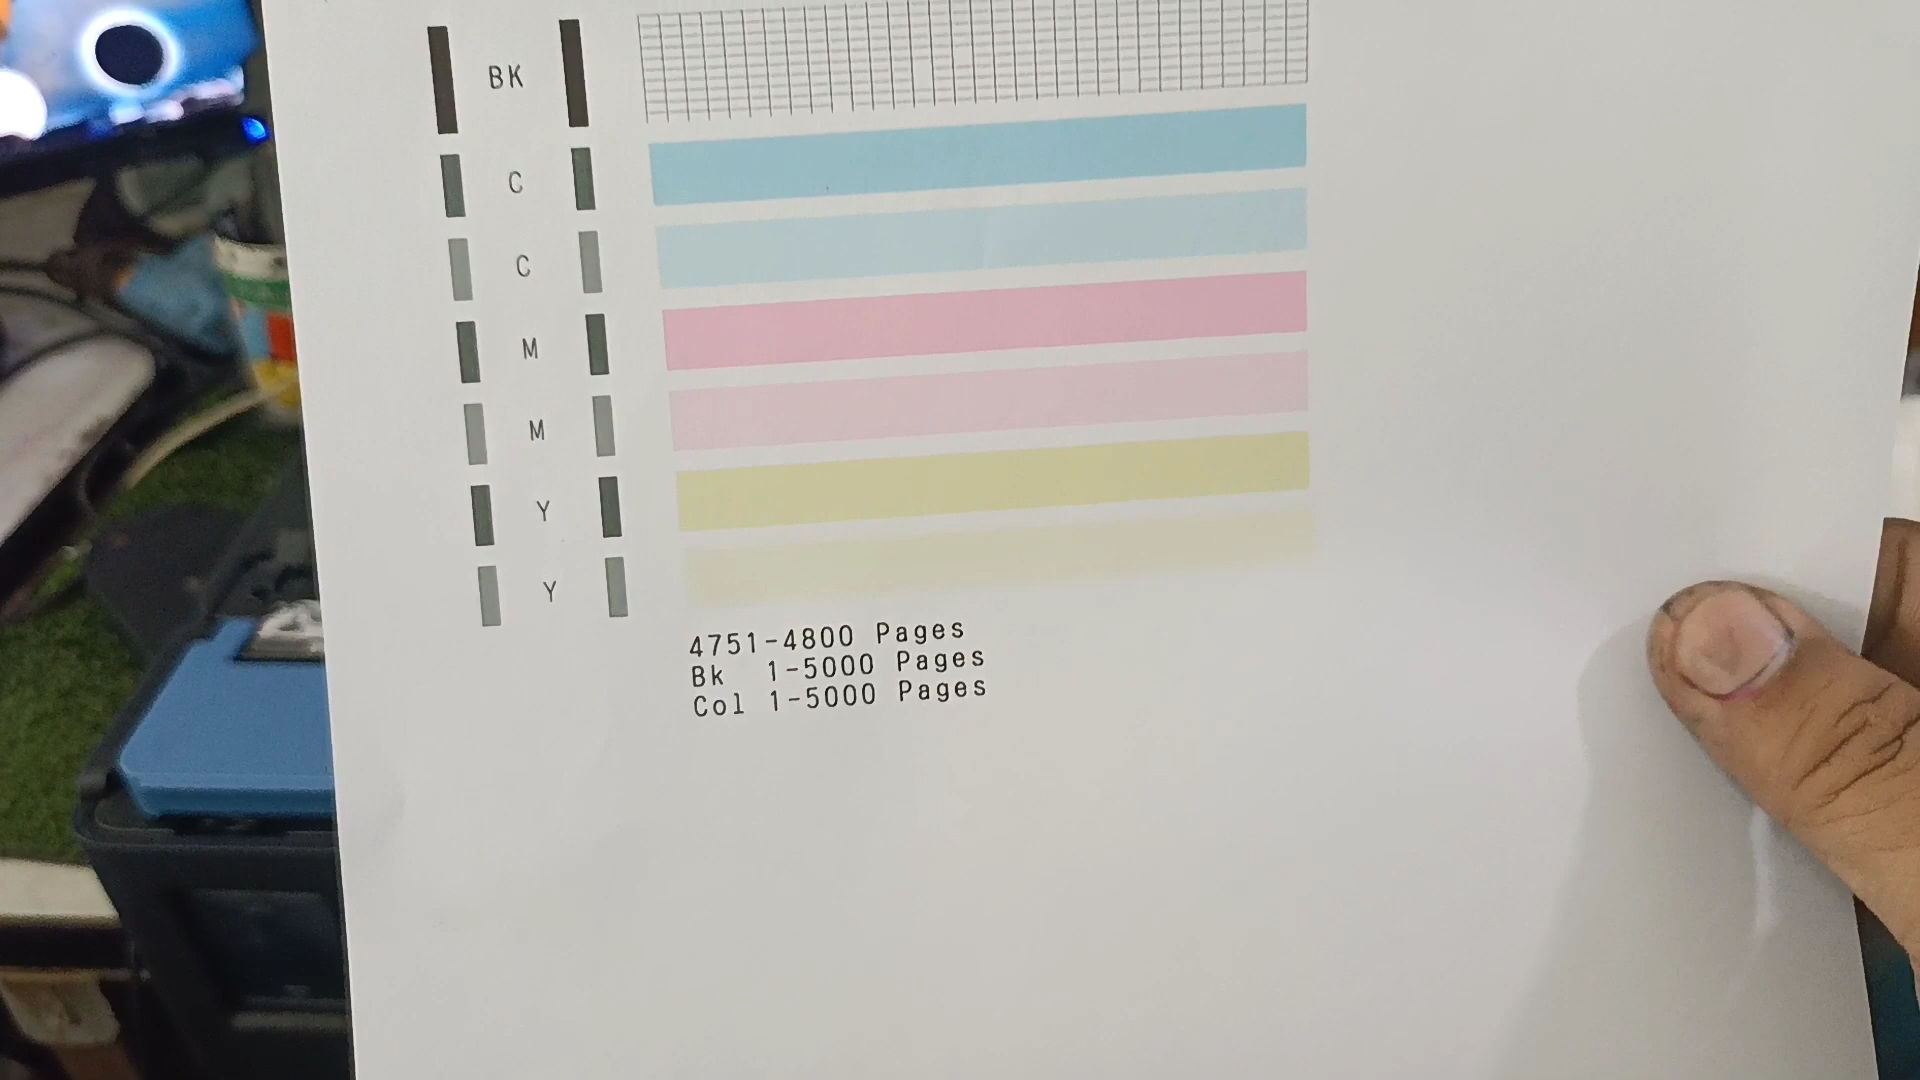 BK
C
C
M
M
Y
Y
4751-4800 Pages
Bk 1-5000 Pages
Col 1-5000 Pages